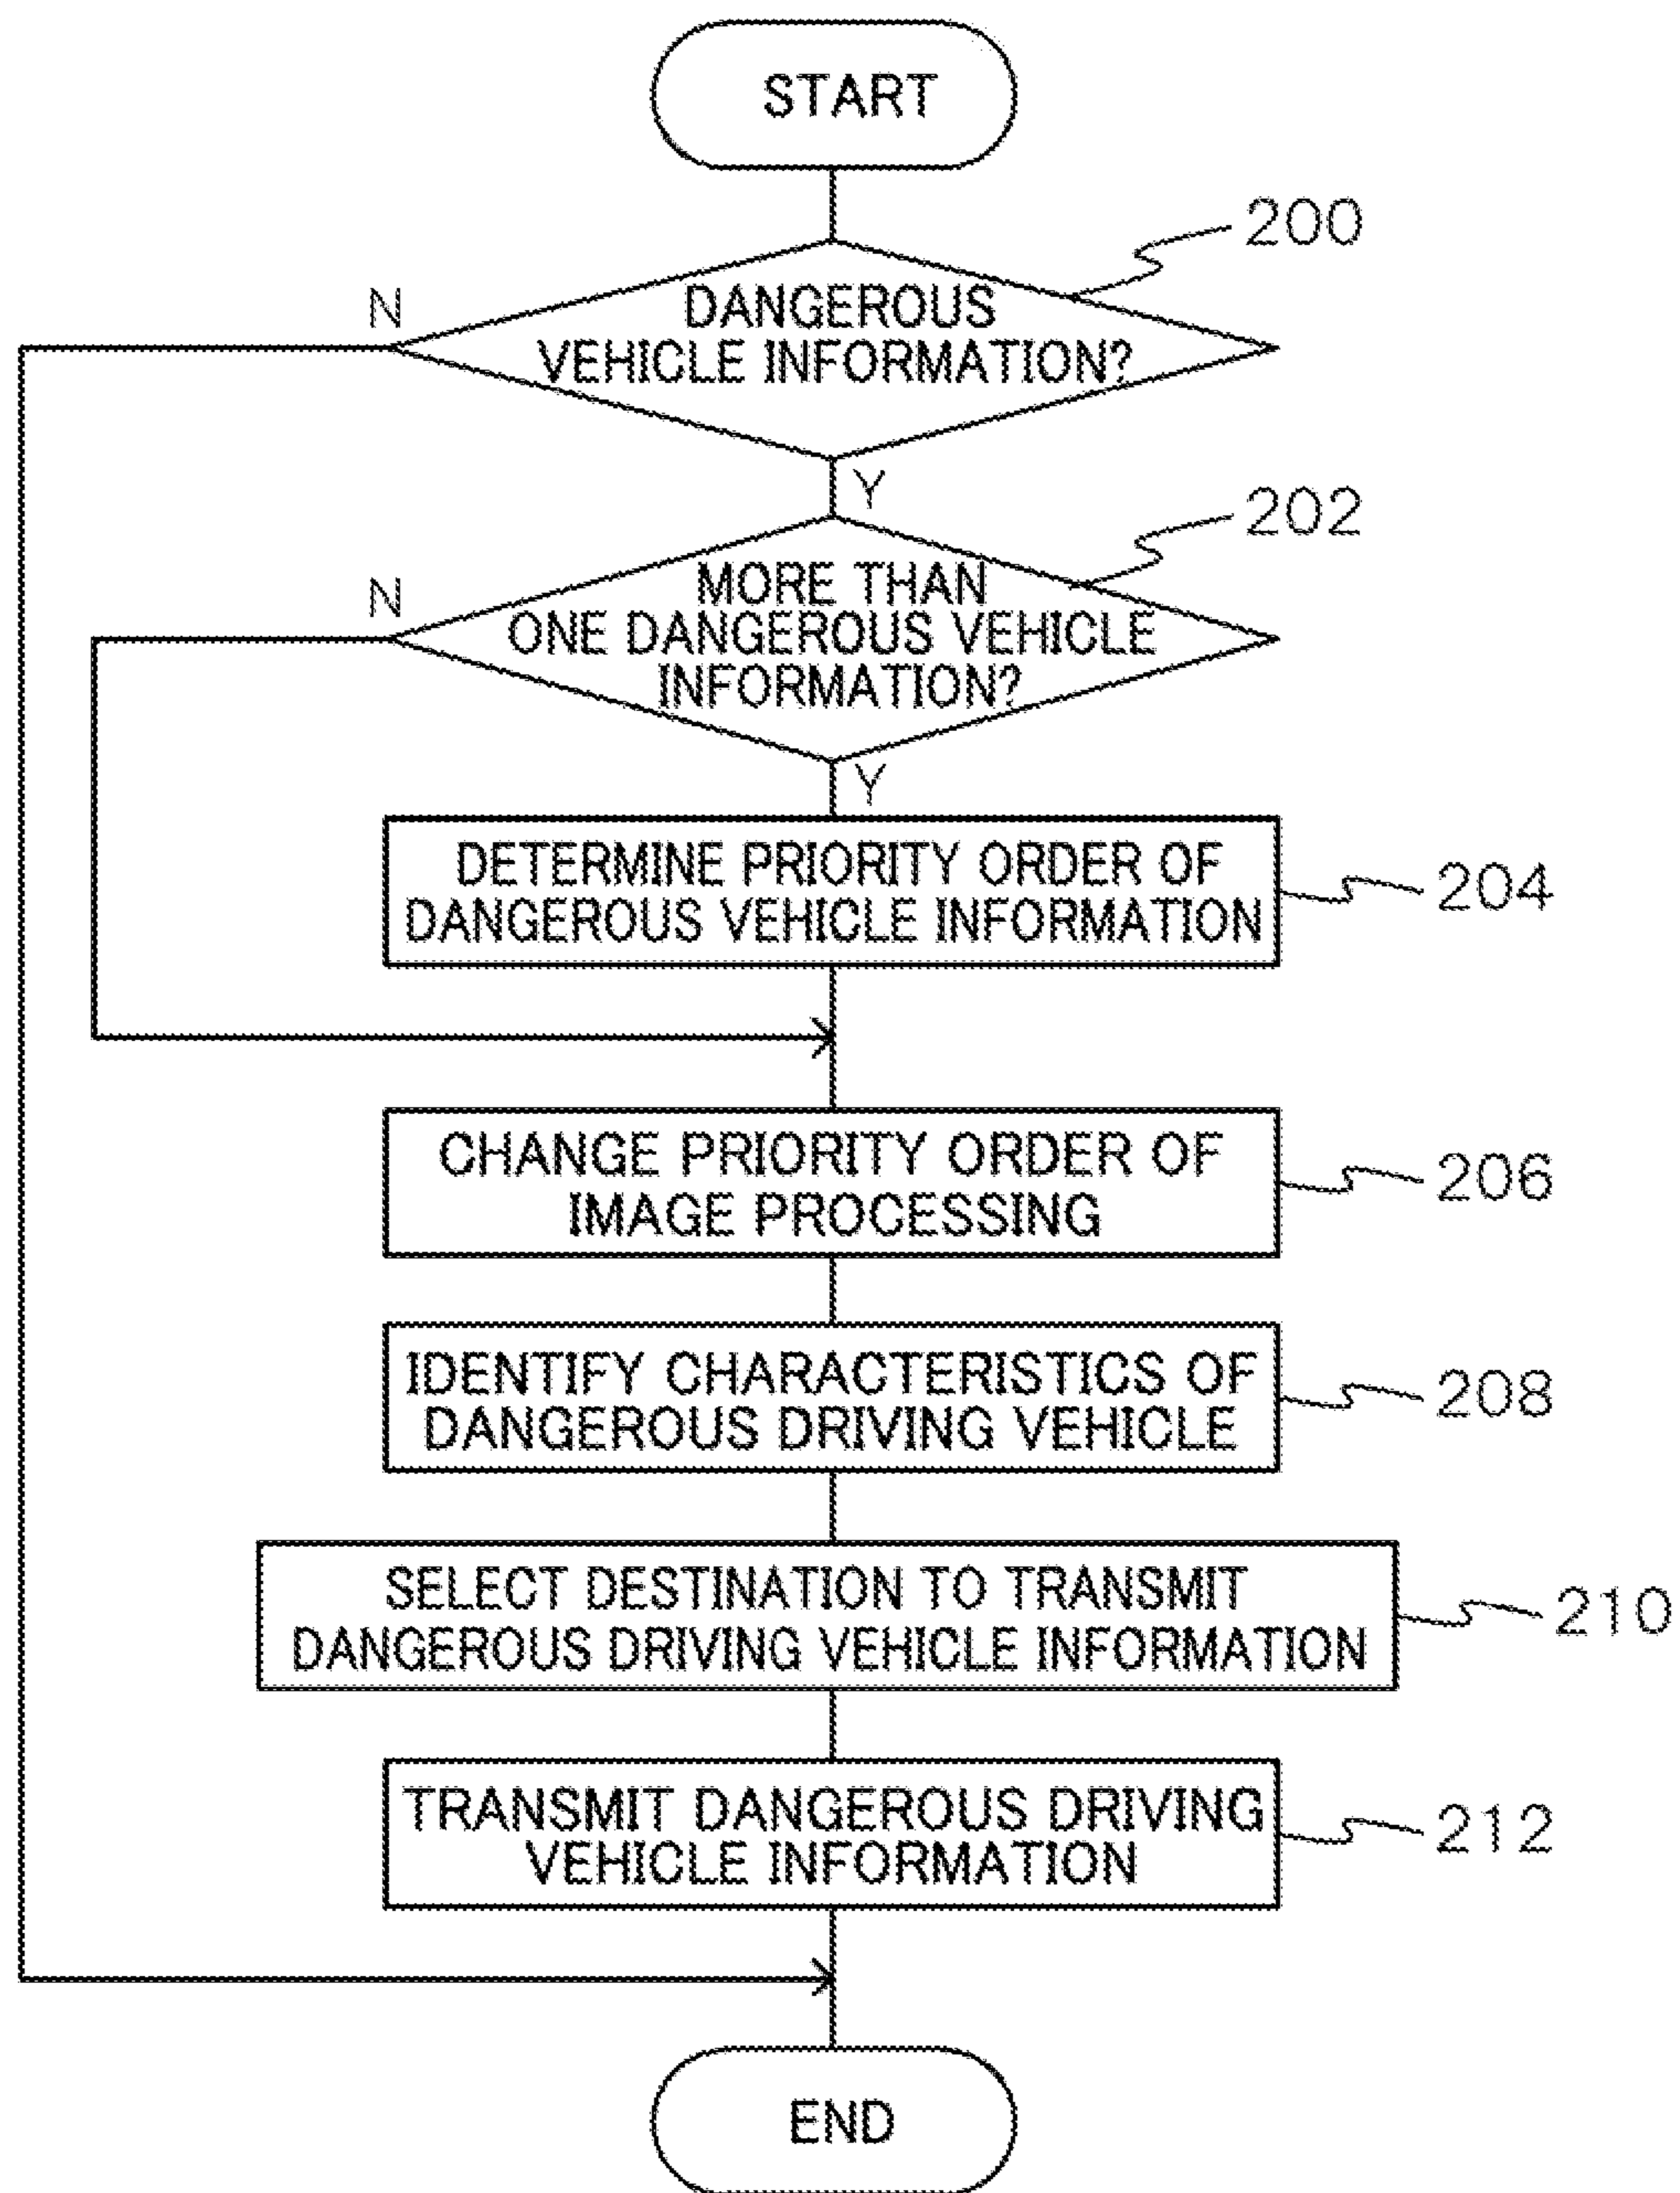 START
200
N
DANGEROUS
VEHICLE INFORMATION?
Y
202
N
MORE THAN
ONE DANGEROUS VEHICLE
INFORMATION?
Y
DETERMINE PRIORITY ORDER OF
DANGEROUS VEHICLE INFORMATION
204
CHANGE PRIORITY ORDER OF
IMAGE PROCESSING
206
IDENTIFY CHARACTERISTICS OF
DANGEROUS DRIVING VEHICLE
208
SELECT DESTINATION TO TRANSMIT
DANGEROUS DRIVING VEHICLE INFORMATION
210
TRANSMIT DANGEROUS DRIVING
VEHICLE INFORMATION
212
END